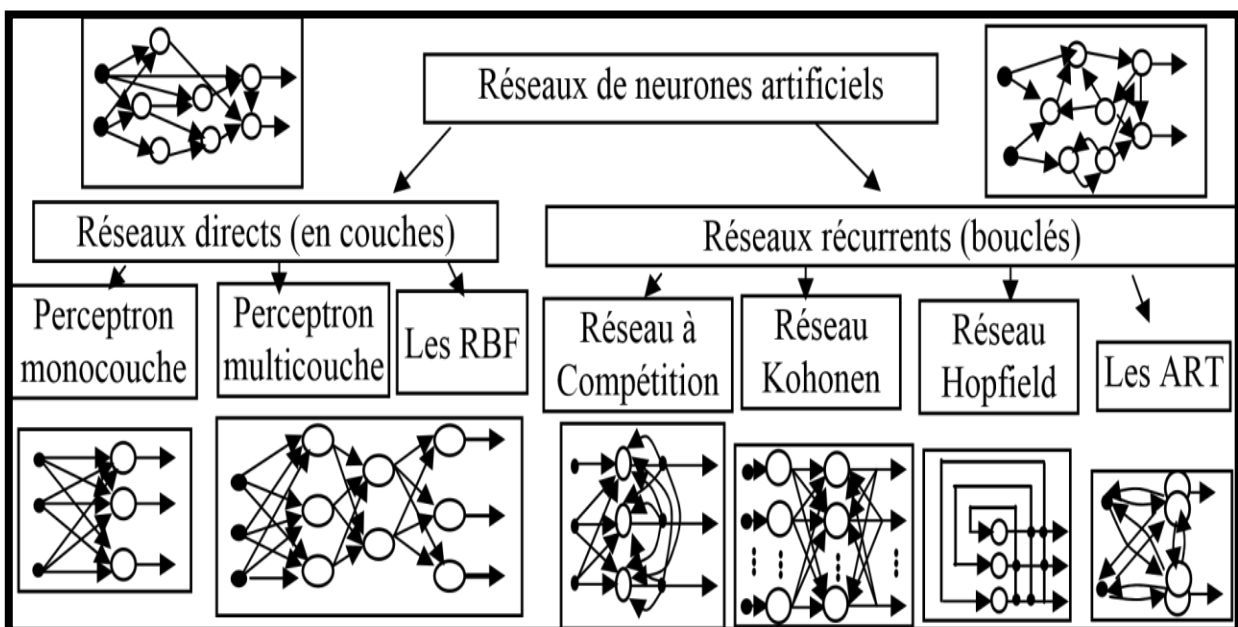 Réseaux de neurones artificiels
Réseaux directs (en couches)
Réseaux récurrents (bouclés)
Perceptron
monocouche
Perceptron
multicouche
Les RBF
Réseau à
Compétition
Réseau
Kohonen
Réseau
Hopfield
Les ART